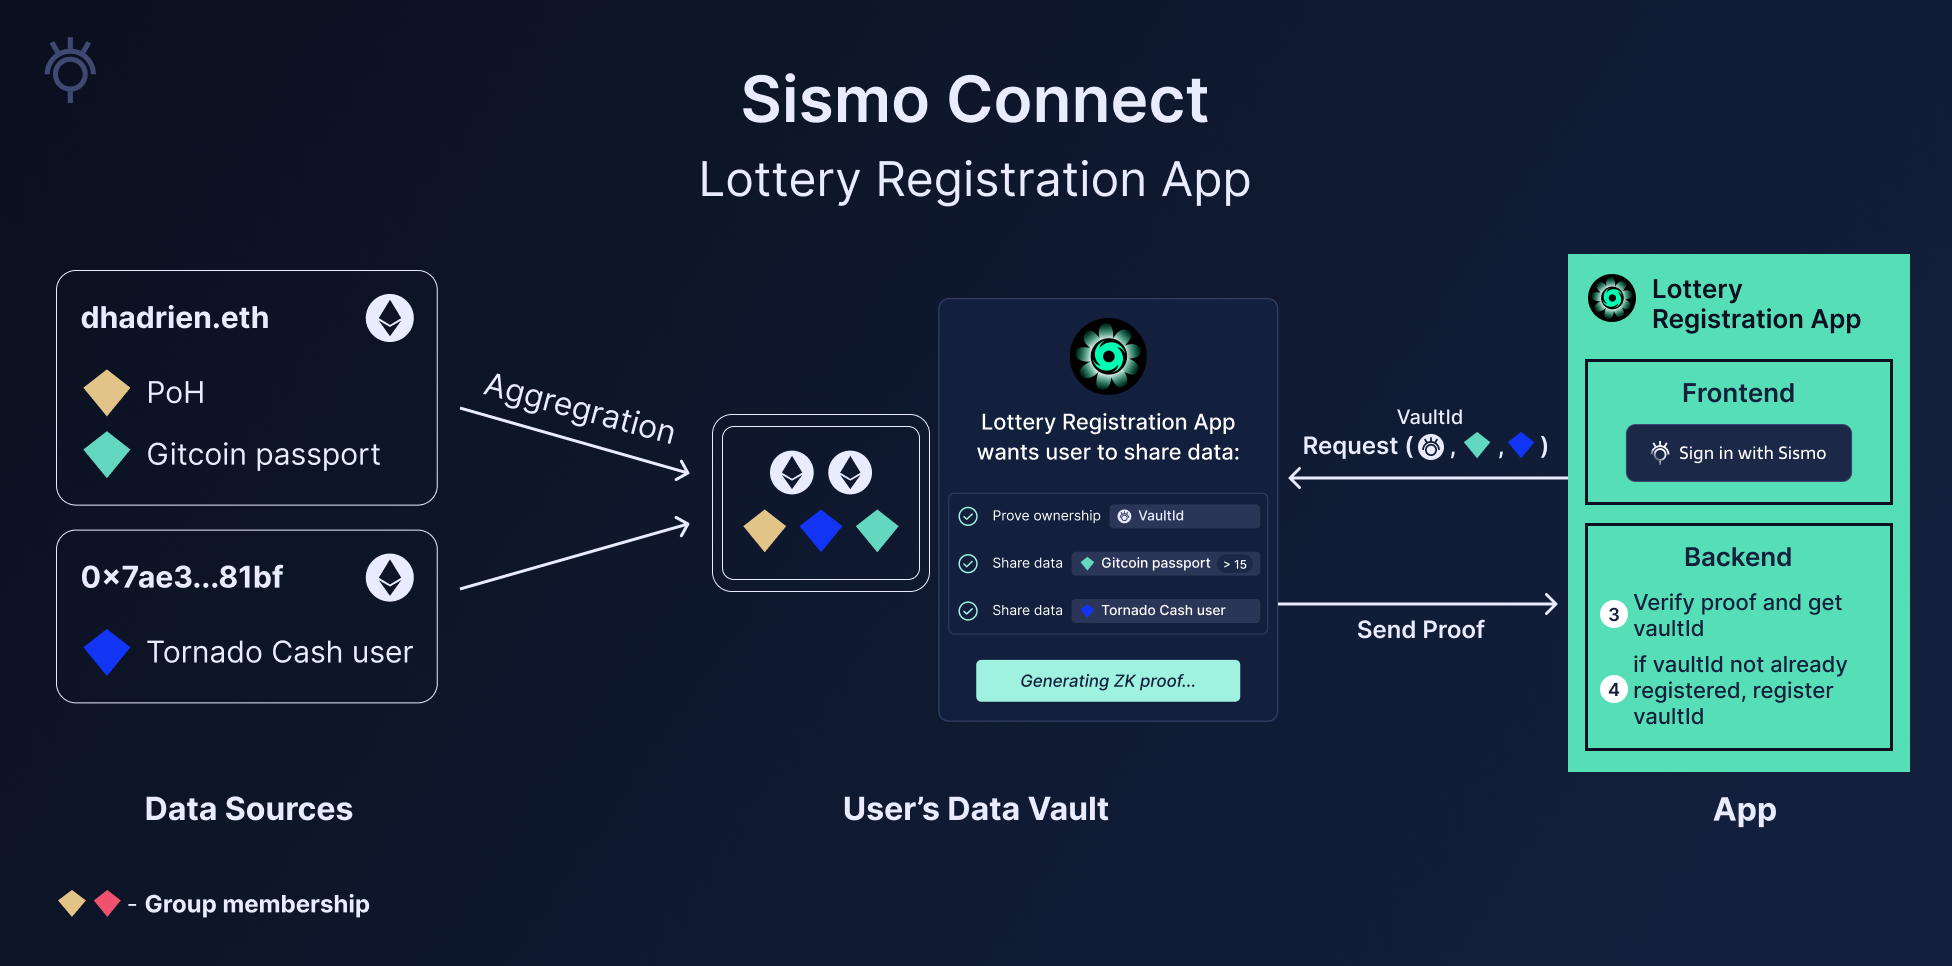 Sismo Connect
Lottery Registration App
dhadrien.eth
PoH
Gitcoin passport
0x7ae3...81bf
Tornado Cash user
Data Sources
Aggregration
Lottery Registration App
wants user to share data:
Prove ownership VaultId
Share data Gitcoin passport > 15
Share data Tornado Cash user
Generating ZK proof...
User's Data Vault
VaultId
Request ( , , )
Send Proof
Lottery
Registration App
Frontend
Sign in with Sismo
Backend
3 Verify proof and get
vaultId
4 if vaultId not already
registered, register
vaultId
App
- Group membership